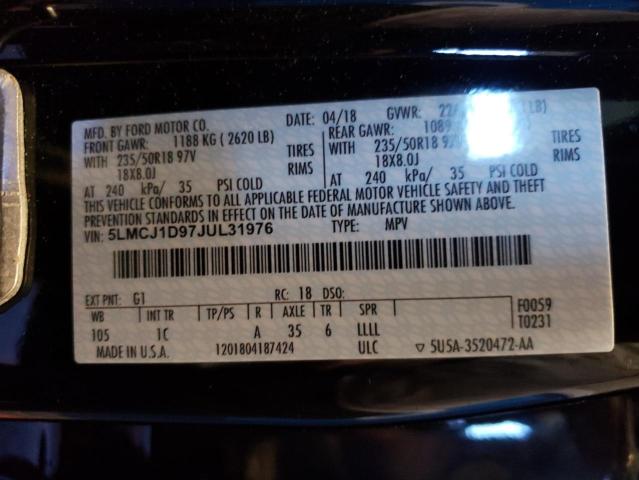 MFD. BY FORD MOTOR CO. DATE: 04/18 GVWR: LB)
FRONT GAWR: 1188 KG ( 2620 LB) REAR GAWR: 1089
WITH 235/50R18 97V TIRES WITH 235/50R18 TIRES
18X8.0J RIMS 18X8.0J RIMS
AT 240 kPa/ 35 PSI COLD AT 240 kPa/ 35 PSI COLD
THIS VEHICLE CONFORMS TO ALL APPLICABLE FEDERAL MOTOR VEHICLE SAFETY AND THEFT
PREVENTION STANDARDS IN EFFECT ON THE DATE OF MANUFACTURE SHOWN ABOVE.
VIN: 5LMCJ1D97JUL31976 TYPE: MPV
EXT PNT: G1 RC: 18 DSO:
WB INT TR TP/PS R AXLE TR SPR F0059
105 1C A 35 6 LLLL T0231
MADE IN U.S.A. 1201804187424 ULC ▽ 5U5A-3520472-AA